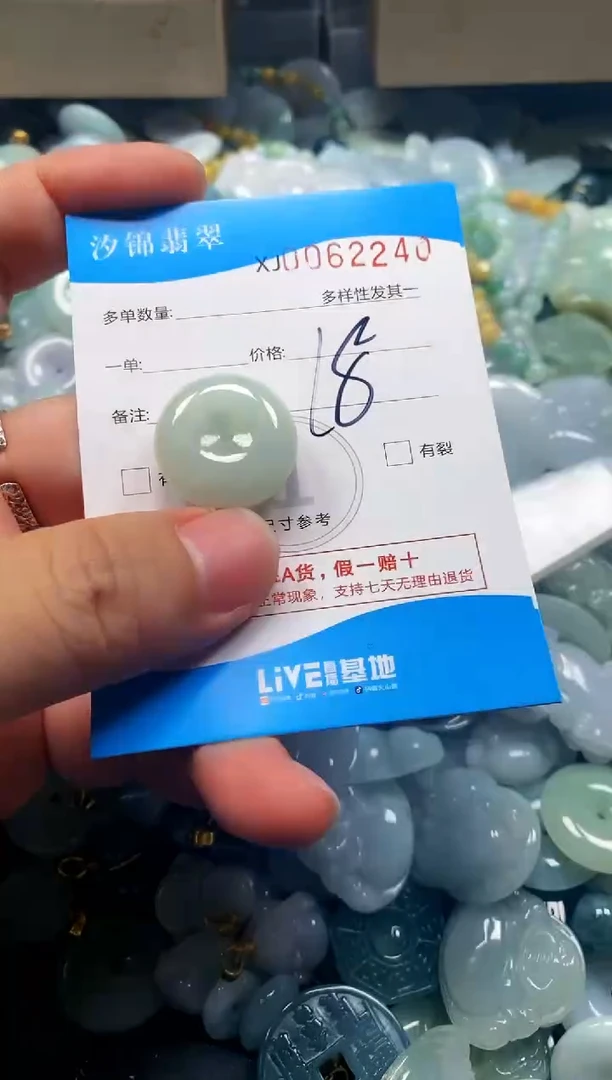 汐锦翡翠
XJ0062240
多单数量:
多样性发其一
一单:
价格:
18
备注:
有裂
尺寸参考
A货，假一赔十
正常现象，支持七天无理由退货
LiVE 基地